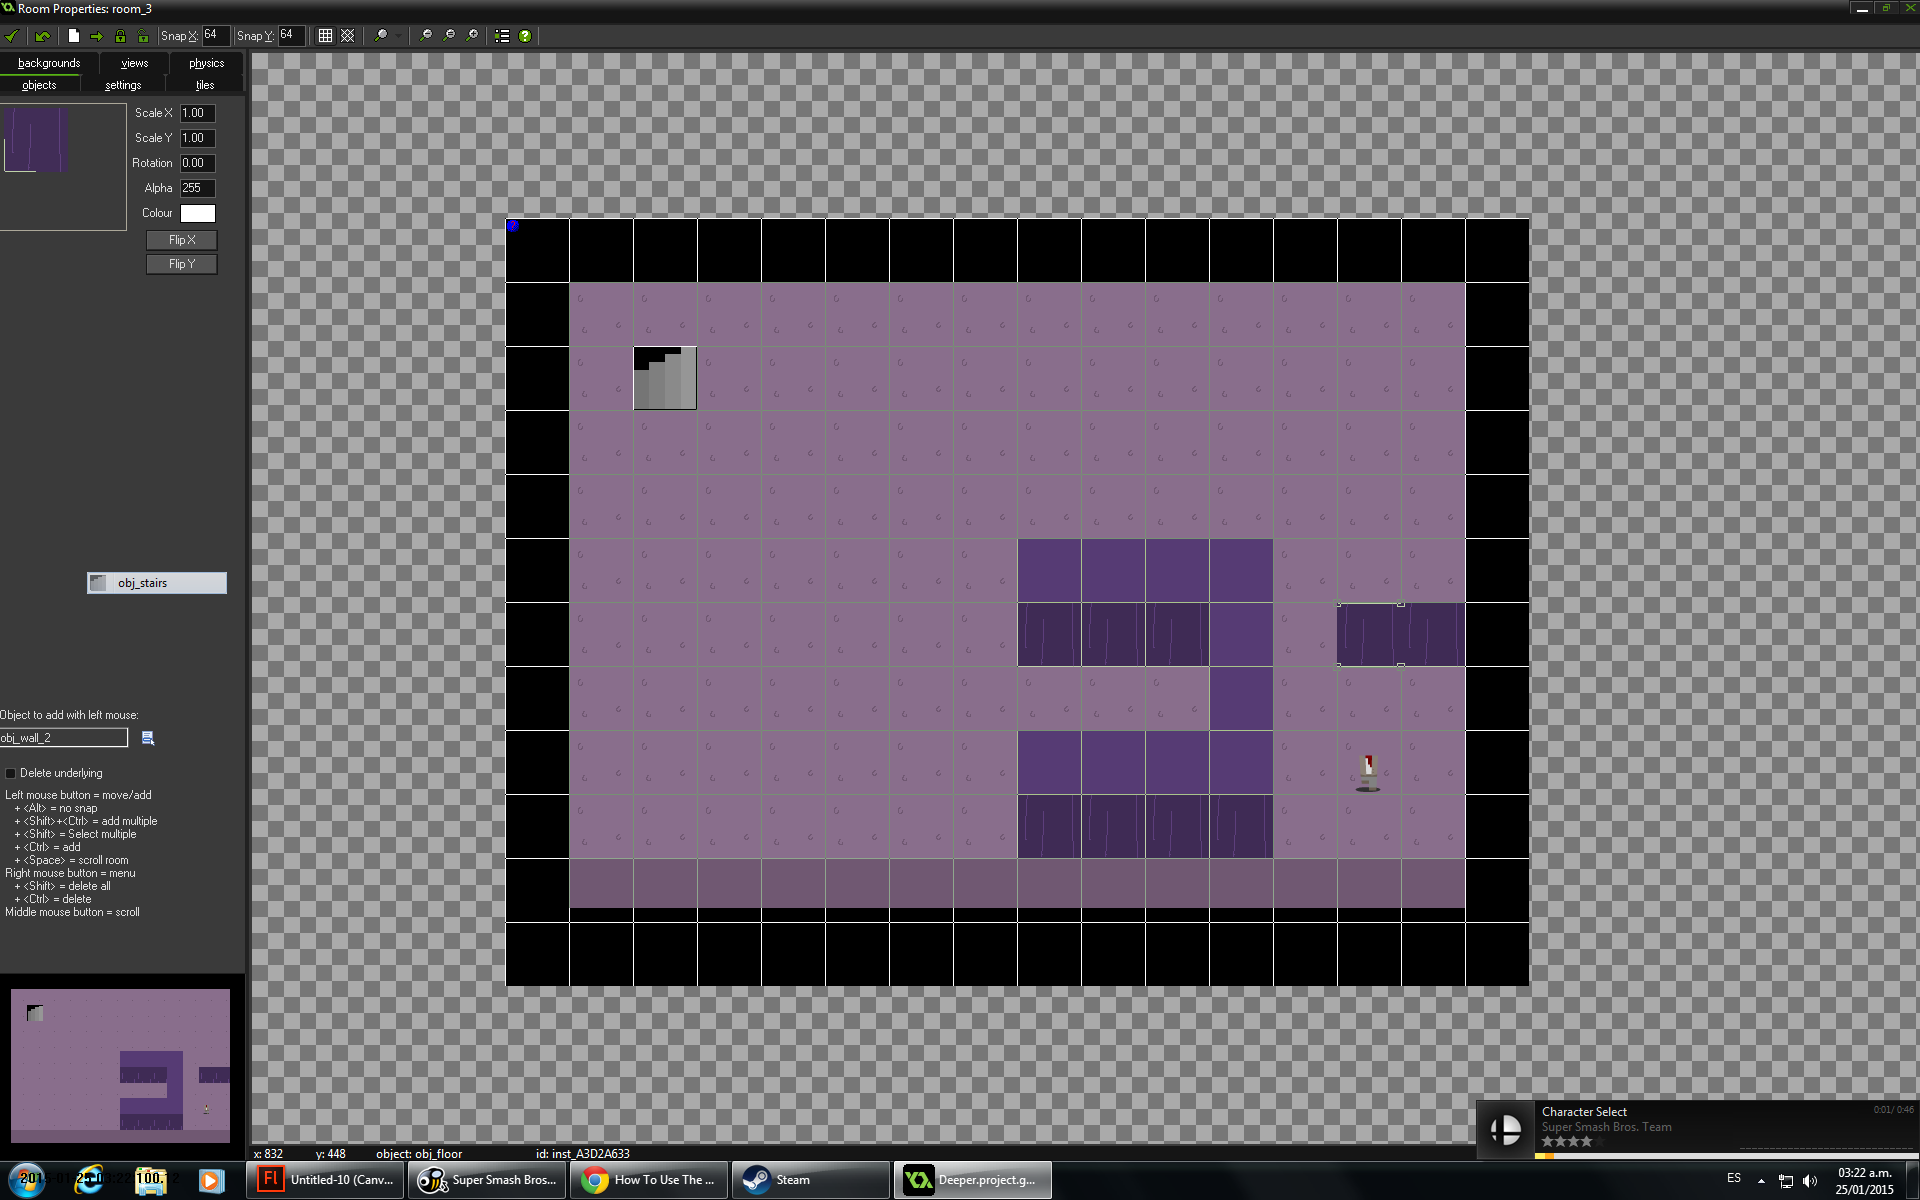 Room Properties: room_3
Snap X: 64 Snap Y: 64
backgrounds views physics
objects settings tiles
Scale X 1.00
Scale Y 1.00
Rotation 0.00
Alpha 255
Colour
Flip X
Flip Y
obj_stairs
Object to add with left mouse:
obj_wall_2
Delete underlying
Left mouse button = move/add
+ <Alt> = no snap
+ <Shift>+<Ctrl> = add multiple
+ <Shift> = Select multiple
+ <Ctrl> = add
+ <Space> = scroll room
Right mouse button = menu
+ <Shift> = delete all
+ <Ctrl> = delete
Middle mouse button = scroll
x: 832 y: 448 object: obj_floor id: inst_A3D2A633
Character Select 0:01/ 0:46
Super Smash Bros. Team
Untitled-10 (Canv... Super Smash Bros... How To Use The ... Steam Deeper.project.g...
ES
03:22 a.m.
25/01/2015